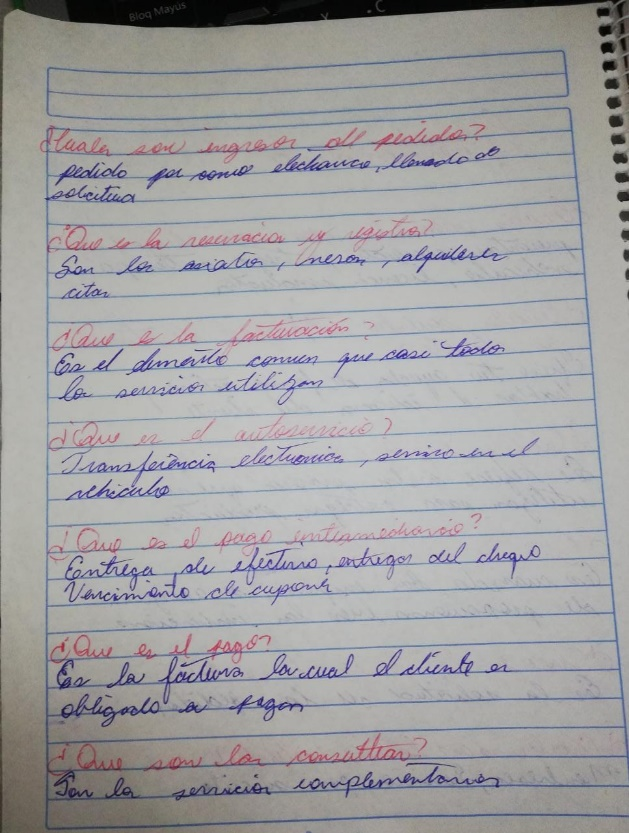 Bloq Mayús
C
¿Cuales son ingresos del pedido?
pedido por correo electronico, llenado de
solicitud
¿Que es la reservacion y registro?
Son los asiatos, mesas, alquileres
citas
¿Que es la facturación?
Es el elemento comun que casi todos
los servicios utilizan
¿Que es el autoservicio?
Transferencia electronica, servicio en el
vehiculo
¿Que es el pago intermediario?
Entrega de efectivo, entregas del cheque
Vencimiento de cupones
¿Que es el pago?
Es la factura la cual el cliente es
obligado a pagar
¿Que son las consultas?
Son los servicios complementarios